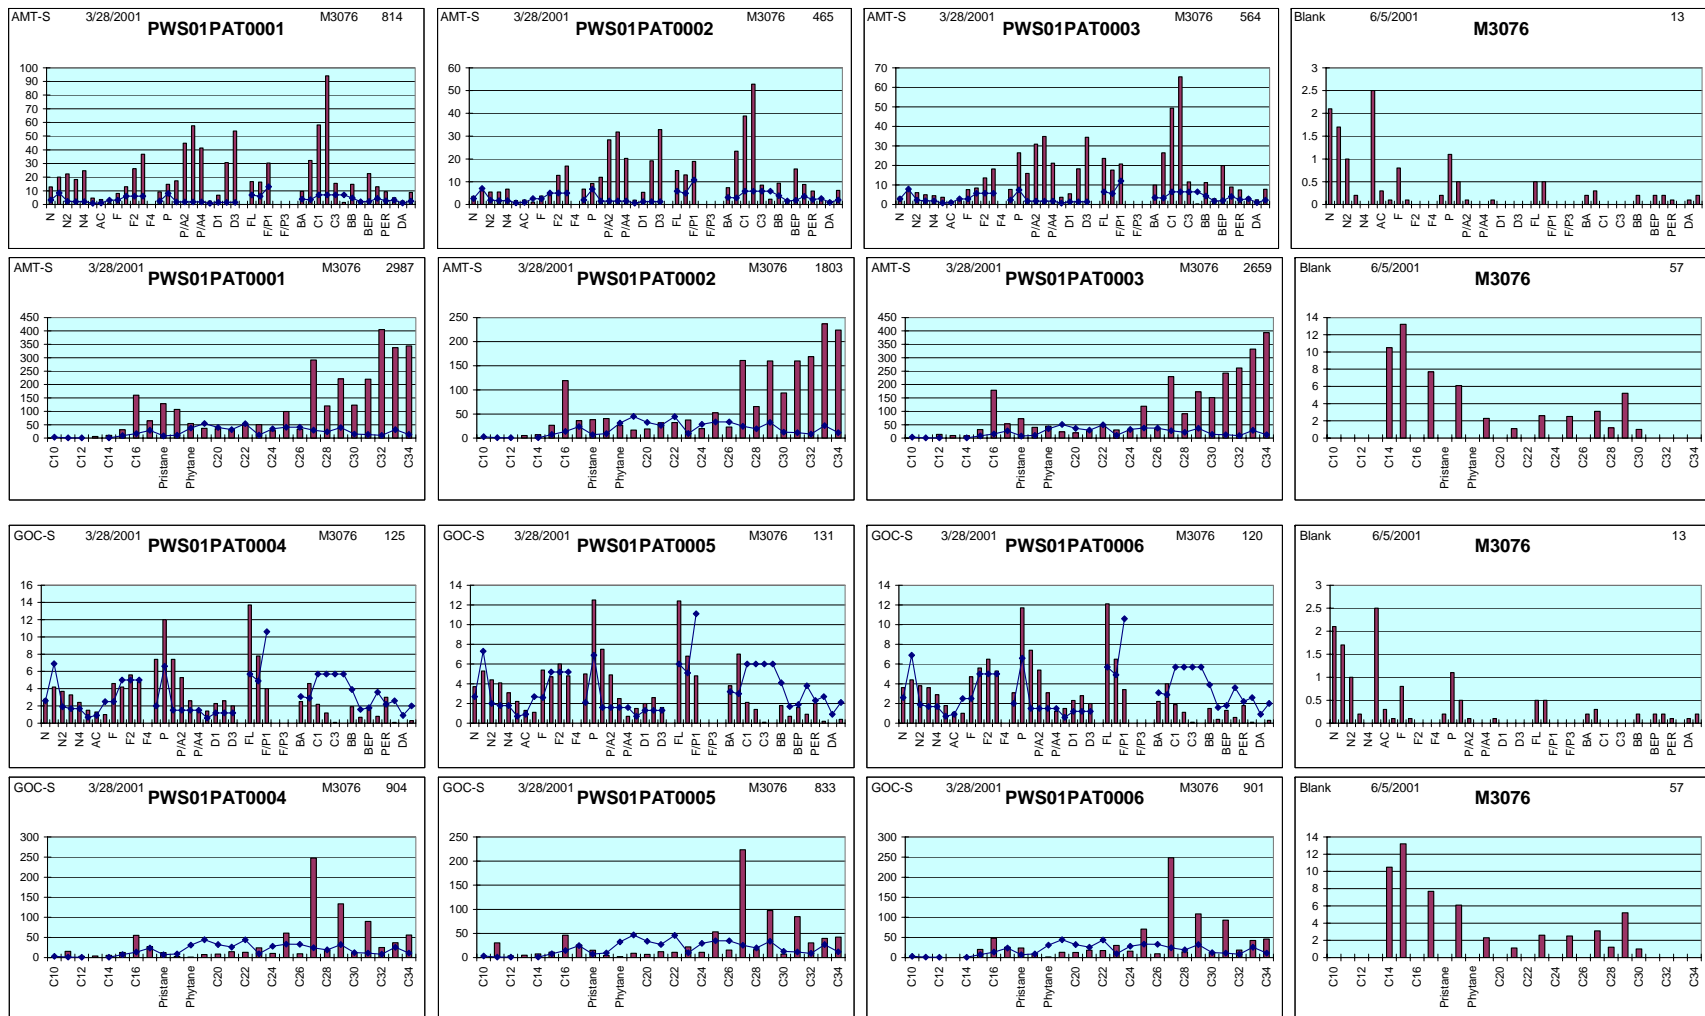 AMT-S 3/28/2001 M3076 814
PWS01PAT0001
100
90
80
70
60
50
40
30
20
10
0
N N2 N4 AC F F2 F4 P P/A2 P/A4 D1 D3 FL F/P1 F/P3 BA C1 C3 BB BEP PER DA
AMT-S 3/28/2001 M3076 465
PWS01PAT0002
60
50
40
30
20
10
0
N N2 N4 AC F F2 F4 P P/A2 P/A4 D1 D3 FL F/P1 F/P3 BA C1 C3 BB BEP PER DA
AMT-S 3/28/2001 M3076 564
PWS01PAT0003
70
60
50
40
30
20
10
0
N N2 N4 AC F F2 F4 P P/A2 P/A4 D1 D3 FL F/P1 F/P3 BA C1 C3 BB BEP PER DA
Blank 6/5/2001 13
M3076
3
2.5
2
1.5
1
0.5
0
N N2 N4 AC F F2 F4 P P/A2 P/A4 D1 D3 FL F/P1 F/P3 BA C1 C3 BB BEP PER DA
AMT-S 3/28/2001 M3076 2987
PWS01PAT0001
450
400
350
300
250
200
150
100
50
0
C10 C12 C14 C16 Pristane Phytane C20 C22 C24 C26 C28 C30 C32 C34
AMT-S 3/28/2001 M3076 1803
PWS01PAT0002
250
200
150
100
50
0
C10 C12 C14 C16 Pristane Phytane C20 C22 C24 C26 C28 C30 C32 C34
AMT-S 3/28/2001 M3076 2659
PWS01PAT0003
450
400
350
300
250
200
150
100
50
0
C10 C12 C14 C16 Pristane Phytane C20 C22 C24 C26 C28 C30 C32 C34
Blank 6/5/2001 57
M3076
14
12
10
8
6
4
2
0
C10 C12 C14 C16 Pristane Phytane C20 C22 C24 C26 C28 C30 C32 C34
GOC-S 3/28/2001 M3076 125
PWS01PAT0004
16
14
12
10
8
6
4
2
0
N N2 N4 AC F F2 F4 P P/A2 P/A4 D1 D3 FL F/P1 F/P3 BA C1 C3 BB BEP PER DA
GOC-S 3/28/2001 M3076 131
PWS01PAT0005
14
12
10
8
6
4
2
0
N N2 N4 AC F F2 F4 P P/A2 P/A4 D1 D3 FL F/P1 F/P3 BA C1 C3 BB BEP PER DA
GOC-S 3/28/2001 M3076 120
PWS01PAT0006
14
12
10
8
6
4
2
0
N N2 N4 AC F F2 F4 P P/A2 P/A4 D1 D3 FL F/P1 F/P3 BA C1 C3 BB BEP PER DA
Blank 6/5/2001 13
M3076
3
2.5
2
1.5
1
0.5
0
N N2 N4 AC F F2 F4 P P/A2 P/A4 D1 D3 FL F/P1 F/P3 BA C1 C3 BB BEP PER DA
GOC-S 3/28/2001 M3076 904
PWS01PAT0004
300
250
200
150
100
50
0
C10 C12 C14 C16 Pristane Phytane C20 C22 C24 C26 C28 C30 C32 C34
GOC-S 3/28/2001 M3076 833
PWS01PAT0005
250
200
150
100
50
0
C10 C12 C14 C16 Pristane Phytane C20 C22 C24 C26 C28 C30 C32 C34
GOC-S 3/28/2001 M3076 901
PWS01PAT0006
300
250
200
150
100
50
0
C10 C12 C14 C16 Pristane Phytane C20 C22 C24 C26 C28 C30 C32 C34
Blank 6/5/2001 57
M3076
14
12
10
8
6
4
2
0
C10 C12 C14 C16 Pristane Phytane C20 C22 C24 C26 C28 C30 C32 C34